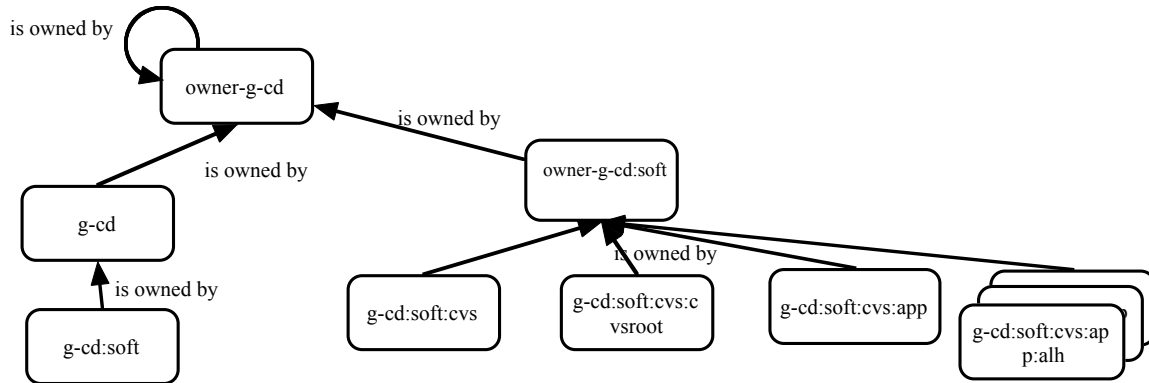 is owned by
owner-g-cd
is owned by
is owned by
owner-g-cd:soft
g-cd
is owned by
is owned by
g-cd:soft:cvs
g-cd:soft:cvs:c
vsroot
g-cd:soft:cvs:app
g-cd:soft
g-cd:soft:cvs:ap
p:alh